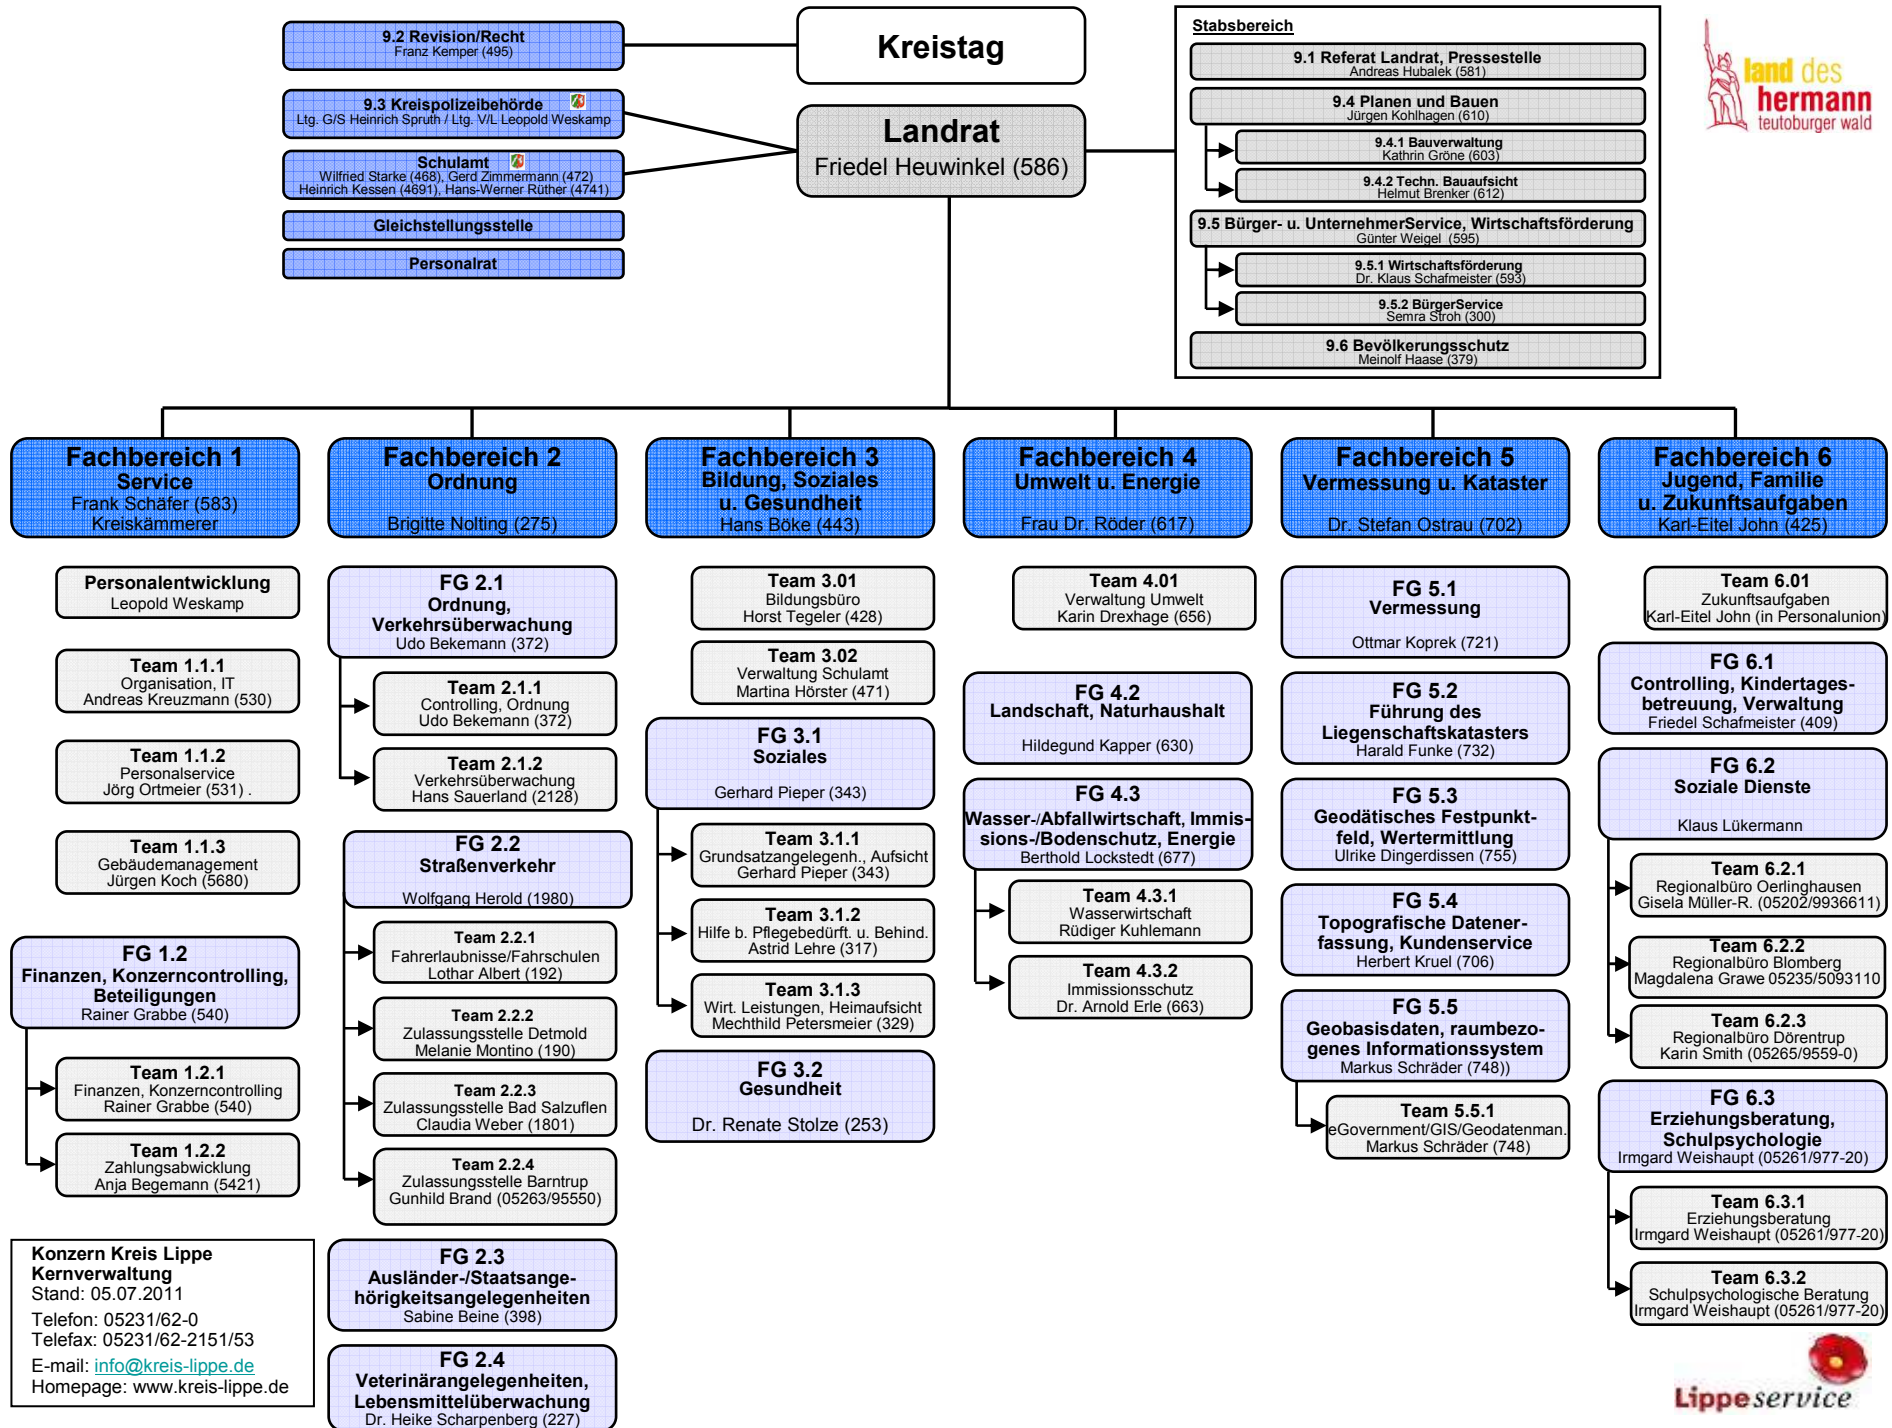 9.2 Revision/Recht
Franz Kemper (495)
9.3 Kreispolizeibehörde
Ltg. G/S Heinrich Spruth / Ltg. V/L Leopold Weskamp
Schulamt
Wilfried Starke (468), Gerd Zimmermann (472)
Heinrich Kessen (4691), Hans-Werner Rüther (4741)
Gleichstellungsstelle
Personalrat
Kreistag
Landrat
Friedel Heuwinkel (586)
Stabsbereich
9.1 Referat Landrat, Pressestelle
Andreas Hubalek (581)
9.4 Planen und Bauen
Jürgen Kohlhagen (610)
9.4.1 Bauverwaltung
Kathrin Gröne (603)
9.4.2 Techn. Bauaufsicht
Helmut Brenker (612)
9.5 Bürger- u. UnternehmerService, Wirtschaftsförderung
Günter Weigel (595)
9.5.1 Wirtschaftsförderung
Dr. Klaus Schafmeister (593)
9.5.2 BürgerService
Semra Stroh (300)
9.6 Bevölkerungsschutz
Meinolf Haase (379)
land des
hermann
teutoburger wald
Fachbereich 1
Service
Frank Schäfer (583)
Kreiskämmerer
Personalentwicklung
Leopold Weskamp
Team 1.1.1
Organisation, IT
Andreas Kreuzmann (530)
Team 1.1.2
Personalservice
Jörg Ortmeier (531) .
Team 1.1.3
Gebäudemanagement
Jürgen Koch (5680)
FG 1.2
Finanzen, Konzerncontrolling,
Beteiligungen
Rainer Grabbe (540)
Team 1.2.1
Finanzen, Konzerncontrolling
Rainer Grabbe (540)
Team 1.2.2
Zahlungsabwicklung
Anja Begemann (5421)
Konzern Kreis Lippe
Kernverwaltung
Stand: 05.07.2011
Telefon: 05231/62-0
Telefax: 05231/62-2151/53
E-mail: info@kreis-lippe.de
Homepage: www.kreis-lippe.de
Fachbereich 2
Ordnung
Brigitte Nolting (275)
FG 2.1
Ordnung,
Verkehrsüberwachung
Udo Bekemann (372)
Team 2.1.1
Controlling, Ordnung
Udo Bekemann (372)
Team 2.1.2
Verkehrsüberwachung
Hans Sauerland (2128)
FG 2.2
Straßenverkehr
Wolfgang Herold (1980)
Team 2.2.1
Fahrerlaubnisse/Fahrschulen
Lothar Albert (192)
Team 2.2.2
Zulassungsstelle Detmold
Melanie Montino (190)
Team 2.2.3
Zulassungsstelle Bad Salzuflen
Claudia Weber (1801)
Team 2.2.4
Zulassungsstelle Barntrup
Gunhild Brand (05263/95550)
FG 2.3
Ausländer-/Staatsange-
hörigkeitsangelegenheiten
Sabine Beine (398)
FG 2.4
Veterinärangelegenheiten,
Lebensmittelüberwachung
Dr. Heike Scharpenberg (227)
Fachbereich 3
Bildung, Soziales
u. Gesundheit
Hans Böke (443)
Team 3.01
Bildungsbüro
Horst Tegeler (428)
Team 3.02
Verwaltung Schulamt
Martina Hörster (471)
FG 3.1
Soziales
Gerhard Pieper (343)
Team 3.1.1
Grundsatzangelegenh., Aufsicht
Gerhard Pieper (343)
Team 3.1.2
Hilfe b. Pflegebedürft. u. Behind.
Astrid Lehre (317)
Team 3.1.3
Wirt. Leistungen, Heimaufsicht
Mechthild Petersmeier (329)
FG 3.2
Gesundheit
Dr. Renate Stolze (253)
Fachbereich 4
Umwelt u. Energie
Frau Dr. Röder (617)
Team 4.01
Verwaltung Umwelt
Karin Drexhage (656)
FG 4.2
Landschaft, Naturhaushalt
Hildegund Kapper (630)
FG 4.3
Wasser-/Abfallwirtschaft, Immis-
sions-/Bodenschutz, Energie
Berthold Lockstedt (677)
Team 4.3.1
Wasserwirtschaft
Rüdiger Kuhlemann
Team 4.3.2
Immissionsschutz
Dr. Arnold Erle (663)
Fachbereich 5
Vermessung u. Kataster
Dr. Stefan Ostrau (702)
FG 5.1
Vermessung
Ottmar Koprek (721)
FG 5.2
Führung des
Liegenschaftskatasters
Harald Funke (732)
FG 5.3
Geodätisches Festpunkt-
feld, Wertermittlung
Ulrike Dingerdissen (755)
FG 5.4
Topografische Datener-
fassung, Kundenservice
Herbert Kruel (706)
FG 5.5
Geobasisdaten, raumbezo-
genes Informationssystem
Markus Schräder (748))
Team 5.5.1
eGovernment/GIS/Geodatenman.
Markus Schräder (748)
Fachbereich 6
Jugend, Familie
u. Zukunftsaufgaben
Karl-Eitel John (425)
Team 6.01
Zukunftsaufgaben
Karl-Eitel John (in Personalunion)
FG 6.1
Controlling, Kindertages-
betreuung, Verwaltung
Friedel Schafmeister (409)
FG 6.2
Soziale Dienste
Klaus Lükermann
Team 6.2.1
Regionalbüro Oerlinghausen
Gisela Müller-R. (05202/9936611)
Team 6.2.2
Regionalbüro Blomberg
Magdalena Grawe 05235/5093110
Team 6.2.3
Regionalbüro Dörentrup
Karin Smith (05265/9559-0)
FG 6.3
Erziehungsberatung,
Schulpsychologie
Irmgard Weishaupt (05261/977-20)
Team 6.3.1
Erziehungsberatung
Irmgard Weishaupt (05261/977-20)
Team 6.3.2
Schulpsychologische Beratung
Irmgard Weishaupt (05261/977-20)
Lippeservice